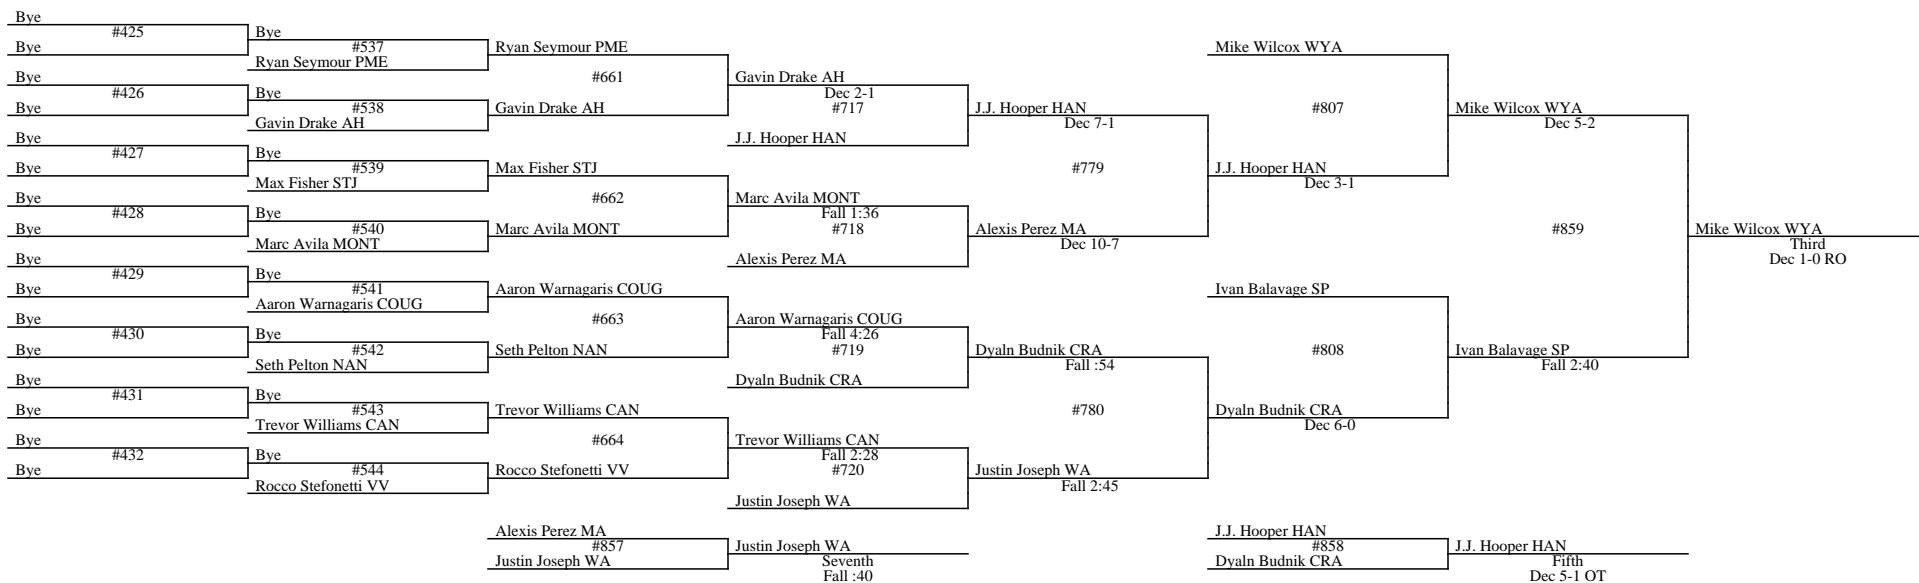 Bye
#425
Bye
Bye
#426
Bye
Bye
#427
Bye
Bye
#428
Bye
Bye
#429
Bye
Bye
#430
Bye
Bye
#431
Bye
Bye
#432
Bye
Bye
#537
Ryan Seymour PME
Bye
#538
Gavin Drake AH
Bye
#539
Max Fisher STJ
Bye
#540
Marc Avila MONT
Bye
#541
Aaron Warnagaris COUG
Bye
#542
Seth Pelton NAN
Bye
#543
Trevor Williams CAN
Bye
#544
Rocco Stefonetti VV
Ryan Seymour PME
#661
Gavin Drake AH
Max Fisher STJ
#662
Marc Avila MONT
Aaron Warnagaris COUG
#663
Seth Pelton NAN
Trevor Williams CAN
#664
Rocco Stefonetti VV
Gavin Drake AH
Dec 2-1
#717
J.J. Hooper HAN
Marc Avila MONT
Fall 1:36
#718
Alexis Perez MA
Aaron Warnagaris COUG
Fall 4:26
#719
Dyaln Budnik CRA
Trevor Williams CAN
Fall 2:28
#720
Justin Joseph WA
J.J. Hooper HAN
Dec 7-1
#779
Alexis Perez MA
Dec 10-7
Dyaln Budnik CRA
Fall :54
#780
Justin Joseph WA
Fall 2:45
Mike Wilcox WYA
#807
J.J. Hooper HAN
Dec 3-1
Ivan Balavage SP
#808
Dyaln Budnik CRA
Dec 6-0
Mike Wilcox WYA
Dec 5-2
#859
Ivan Balavage SP
Fall 2:40
Mike Wilcox WYA
Third
Dec 1-0 RO
Alexis Perez MA
#857
Justin Joseph WA
Justin Joseph WA
Seventh
Fall :40
J.J. Hooper HAN
#858
Dyaln Budnik CRA
J.J. Hooper HAN
Fifth
Dec 5-1 OT